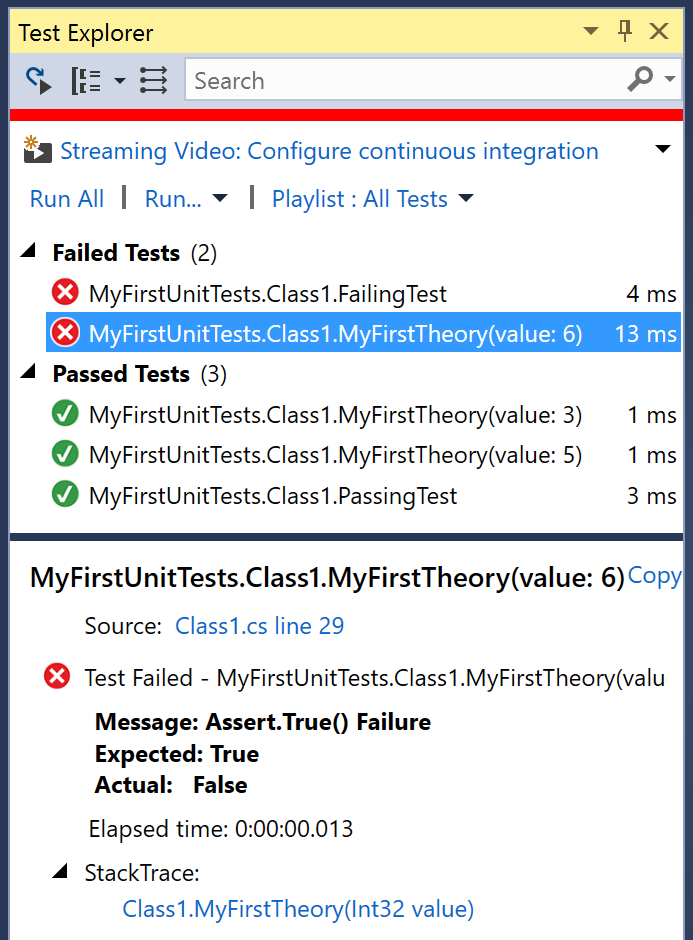 Test Explorer
Search
Streaming Video: Configure continuous integration
Run All | Run... | Playlist : All Tests
Failed Tests (2)
MyFirstUnitTests.Class1.FailingTest 4 ms
MyFirstUnitTests.Class1.MyFirstTheory(value: 6) 13 ms
Passed Tests (3)
MyFirstUnitTests.Class1.MyFirstTheory(value: 3) 1 ms
MyFirstUnitTests.Class1.MyFirstTheory(value: 5) 1 ms
MyFirstUnitTests.Class1.PassingTest 3 ms
MyFirstUnitTests.Class1.MyFirstTheory(value: 6) Copy
Source: Class1.cs line 29
Test Failed - MyFirstUnitTests.Class1.MyFirstTheory(valu
Message: Assert.True() Failure
Expected: True
Actual: False
Elapsed time: 0:00:00.013
StackTrace:
Class1.MyFirstTheory(Int32 value)